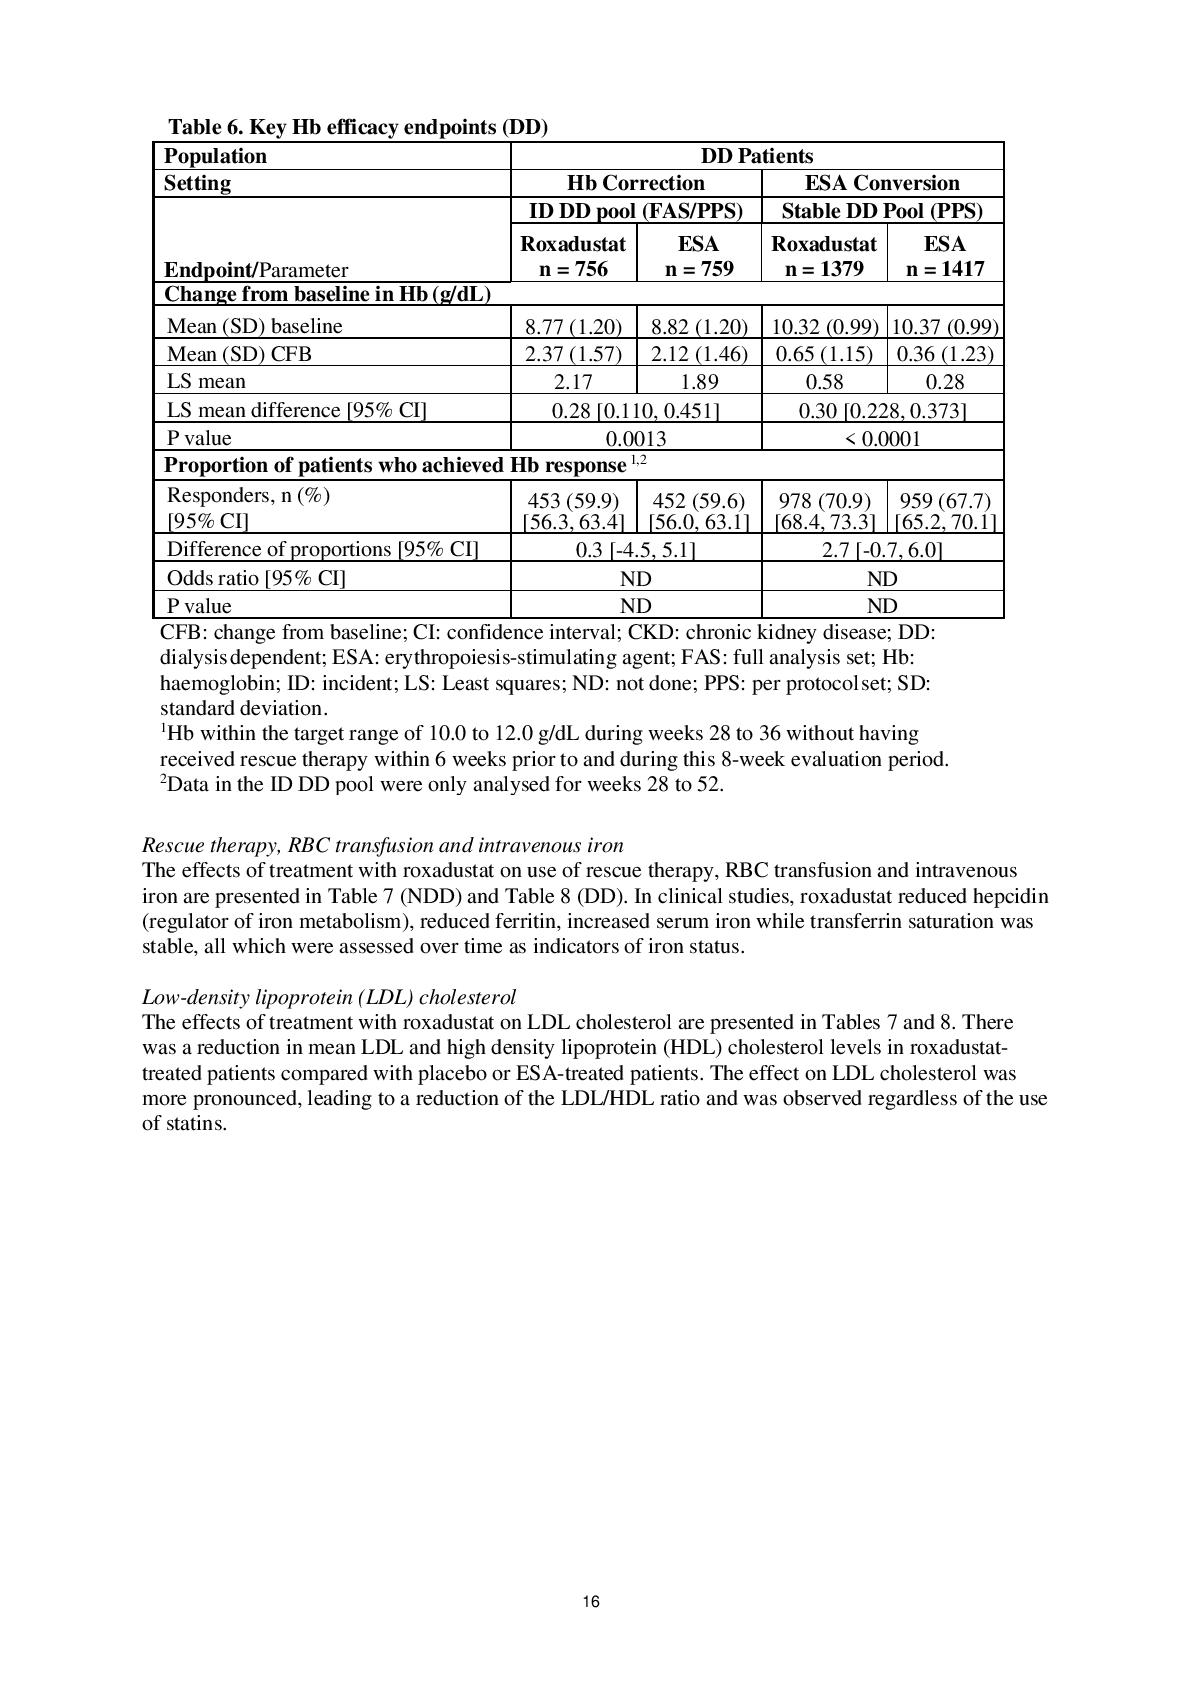 Table 6. Key Hb efficacy endpoints (DD)
Population DD Patients
Setting Hb Correction ESA Conversion
ID DD pool (FAS/PPS) Stable DD Pool (PPS)
Roxadustat ESA Roxadustat ESA
Endpoint/Parameter n = 756 n = 759 n = 1379 n = 1417
Change from baseline in Hb (g/dL)
Mean (SD) baseline 8.77 (1.20) 8.82 (1.20) 10.32 (0.99) 10.37 (0.99)
Mean (SD) CFB 2.37 (1.57) 2.12 (1.46) 0.65 (1.15) 0.36 (1.23)
LS mean 2.17 1.89 0.58 0.28
LS mean difference [95% CI] 0.28 [0.110, 0.451] 0.30 [0.228, 0.373]
P value 0.0013 < 0.0001
Proportion of patients who achieved Hb response 1,2
Responders, n (%) 453 (59.9) 452 (59.6) 978 (70.9) 959 (67.7)
[95% CI] [56.3, 63.4] [56.0, 63.1] [68.4, 73.3] [65.2, 70.1]
Difference of proportions [95% CI] 0.3 [-4.5, 5.1] 2.7 [-0.7, 6.0]
Odds ratio [95% CI] ND ND
P value ND ND
CFB: change from baseline; CI: confidence interval; CKD: chronic kidney disease; DD:
dialysis dependent; ESA: erythropoiesis-stimulating agent; FAS: full analysis set; Hb:
haemoglobin; ID: incident; LS: Least squares; ND: not done; PPS: per protocol set; SD:
standard deviation.
1Hb within the target range of 10.0 to 12.0 g/dL during weeks 28 to 36 without having
received rescue therapy within 6 weeks prior to and during this 8-week evaluation period.
2Data in the ID DD pool were only analysed for weeks 28 to 52.
Rescue therapy, RBC transfusion and intravenous iron
The effects of treatment with roxadustat on use of rescue therapy, RBC transfusion and intravenous
iron are presented in Table 7 (NDD) and Table 8 (DD). In clinical studies, roxadustat reduced hepcidin
(regulator of iron metabolism), reduced ferritin, increased serum iron while transferrin saturation was
stable, all which were assessed over time as indicators of iron status.
Low-density lipoprotein (LDL) cholesterol
The effects of treatment with roxadustat on LDL cholesterol are presented in Tables 7 and 8. There
was a reduction in mean LDL and high density lipoprotein (HDL) cholesterol levels in roxadustat-
treated patients compared with placebo or ESA-treated patients. The effect on LDL cholesterol was
more pronounced, leading to a reduction of the LDL/HDL ratio and was observed regardless of the use
of statins.
16